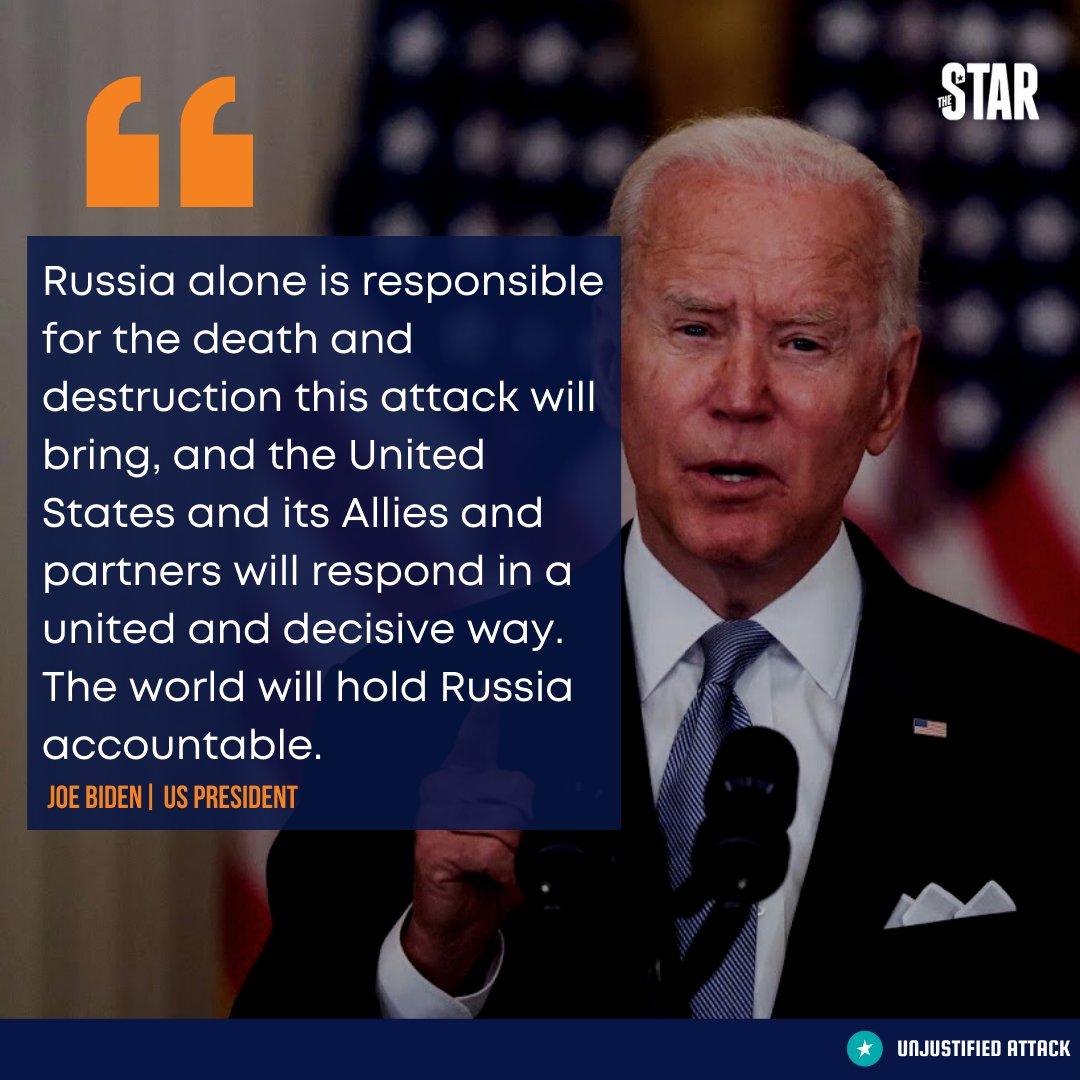 THE STAR
Russia alone is responsible
for the death and
destruction this attack will
bring, and the United
States and its Allies and
partners will respond in a
united and decisive way.
The world will hold Russia
accountable.
JOE BIDEN | US PRESIDENT
UNJUSTIFIED ATTACK